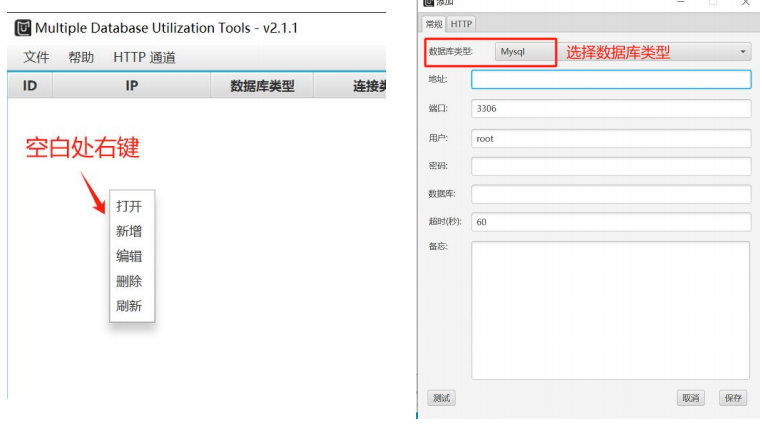 Multiple Database Utilization Tools - v2.1.1
文件 帮助 HTTP 通道
ID IP 数据库类型 连接类
空白处右键
打开
新增
编辑
删除
刷新
添加
常规 HTTP
数据库类型: Mysql 选择数据库类型
地址:
端口: 3306
用户: root
密码:
数据库:
超时(秒): 60
备忘:
测试 取消 保存